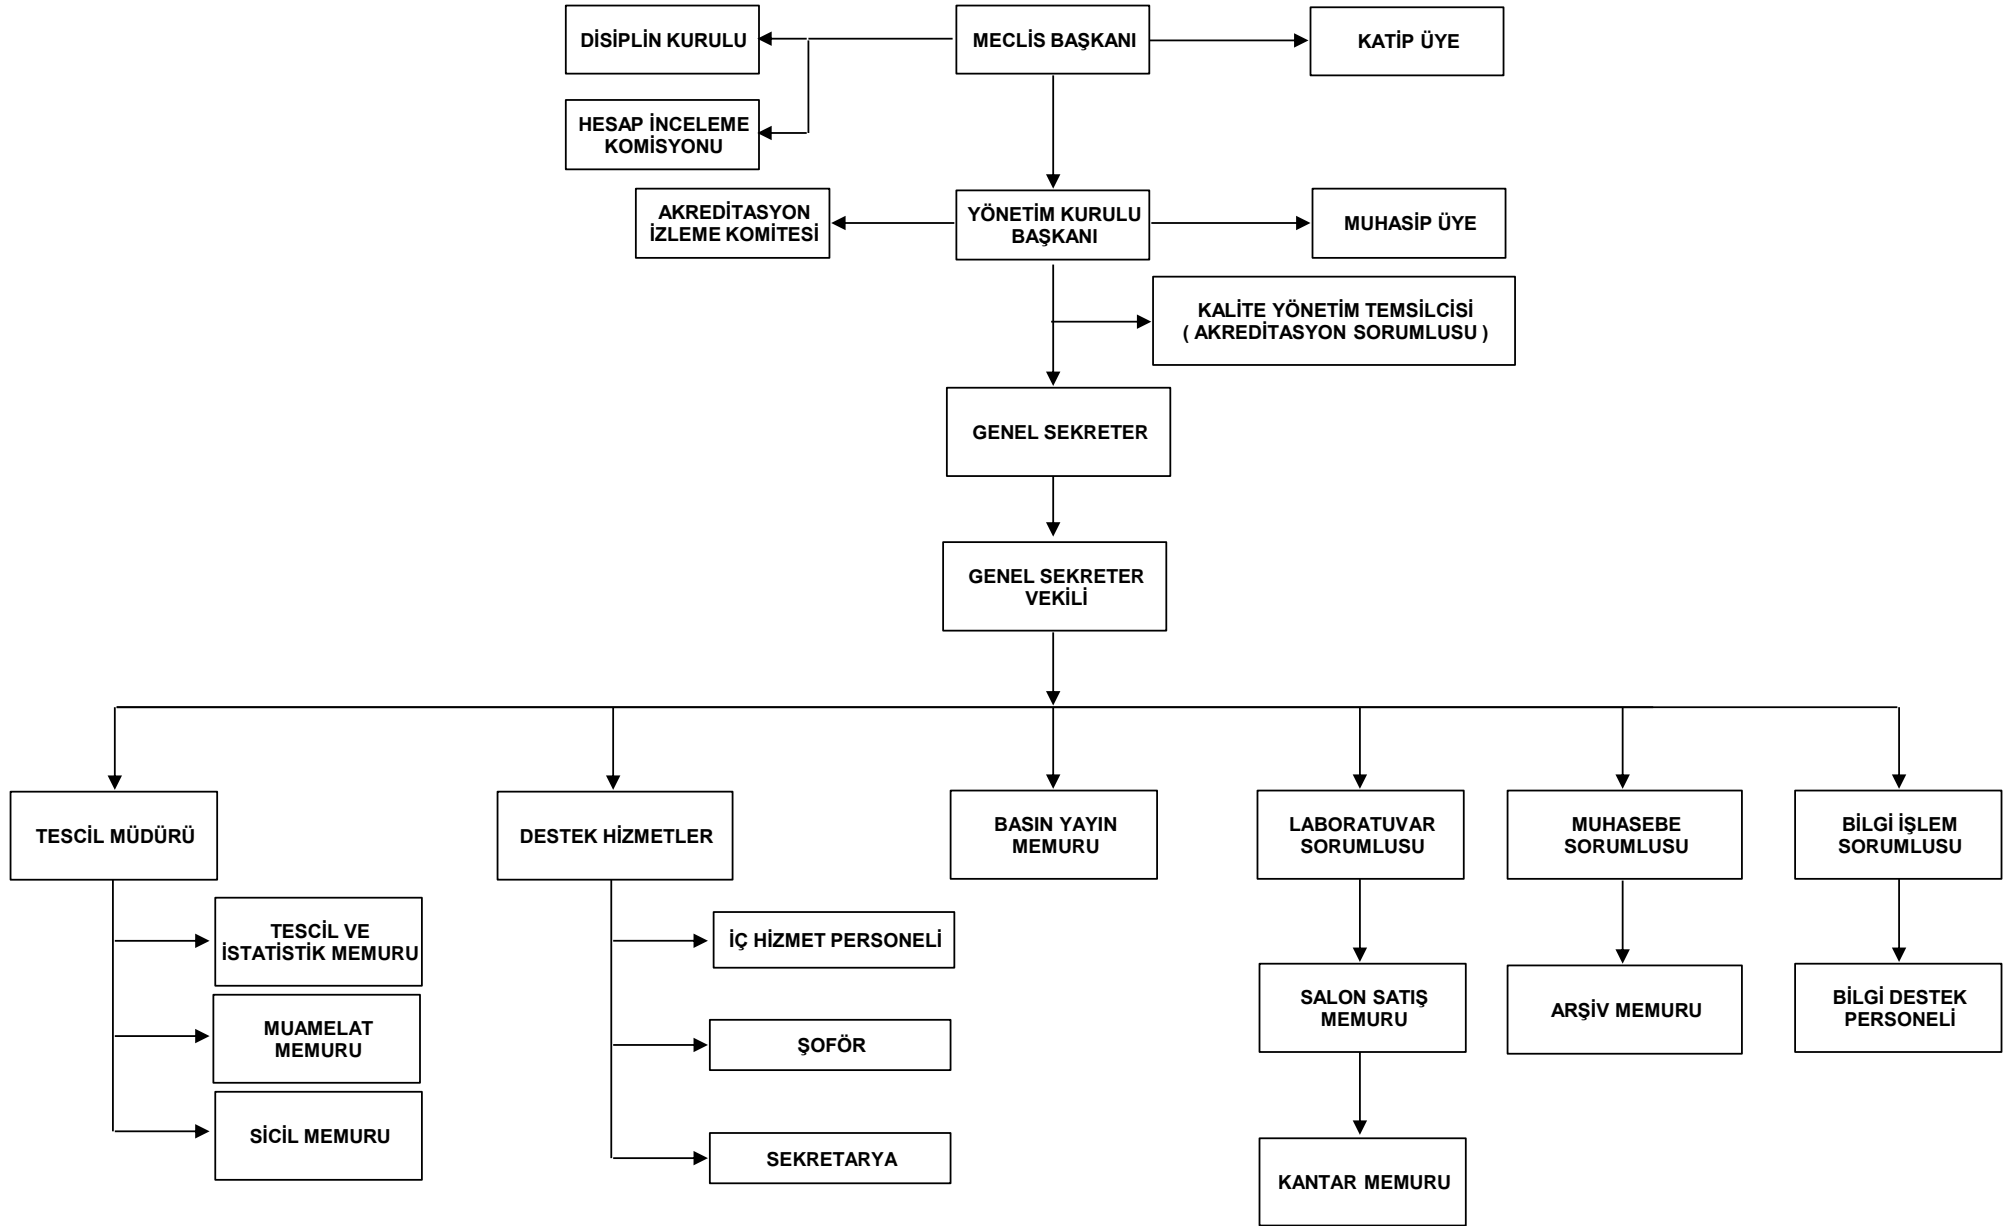 DİSİPLİN KURULU
MECLİS BAŞKANI
KATİP ÜYE
HESAP İNCELEME
KOMİSYONU
AKREDİTASYON
İZLEME KOMİTESİ
YÖNETİM KURULU
BAŞKANI
MUHASİP ÜYE
KALİTE YÖNETİM TEMSİLCİSİ
( AKREDİTASYON SORUMLUSU )
GENEL SEKRETER
GENEL SEKRETER
VEKİLİ
TESCİL MÜDÜRÜ
DESTEK HİZMETLER
BASIN YAYIN
MEMURU
LABORATUVAR
SORUMLUSU
MUHASEBE
SORUMLUSU
BİLGİ İŞLEM
SORUMLUSU
TESCİL VE
İSTATİSTİK MEMURU
İÇ HİZMET PERSONELİ
SALON SATIŞ
MEMURU
ARŞİV MEMURU
BİLGİ DESTEK
PERSONELİ
MUAMELAT
MEMURU
ŞOFÖR
SİCİL MEMURU
SEKRETARYA
KANTAR MEMURU